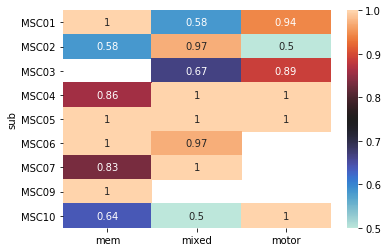 MSC01 1 0.58 0.94 1.0
MSC02 0.58 0.97 0.5
0.9
MSC03 0.67 0.89
MSC04 0.86 1 1
0.8
sub MSC05 1 1 1
MSC06 1 0.97
0.7
MSC07 0.83 1
MSC09 1
0.6
MSC10 0.64 0.5 1
0.5
mem mixed motor